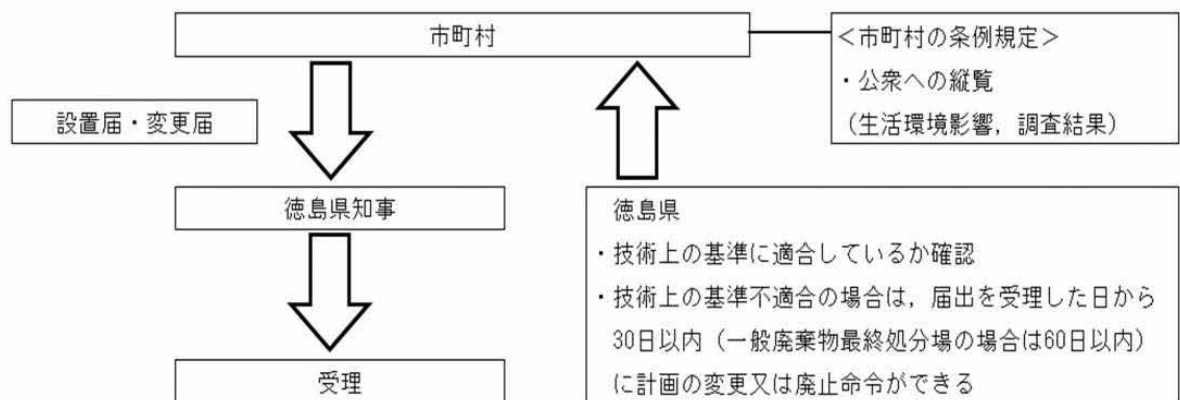 市町村
＜市町村の条例規定＞
・公衆への縦覧
（生活環境影響，調査結果）
設置届・変更届
徳島県知事
徳島県
・技術上の基準に適合しているか確認
・技術上の基準不適合の場合は，届出を受理した日から
30日以内（一般廃棄物最終処分場の場合は60日以内）
に計画の変更又は廃止命令ができる
受理